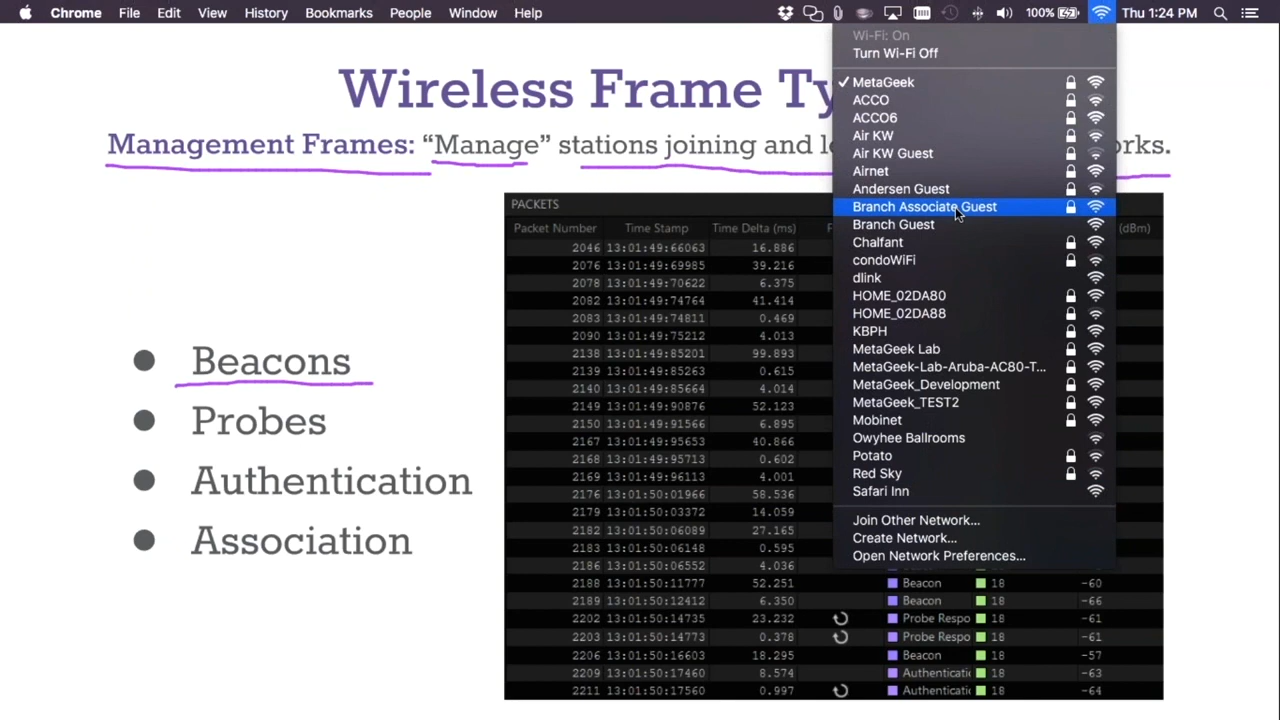 Chrome File Edit View History Bookmarks People Window Help 100% Thu 1:24 PM
Wi-Fi: On
Turn Wi-Fi Off
MetaGeek
ACCO
ACCO6
Air KW
Air KW Guest
Airnet
Andersen Guest
Branch Associate Guest
Branch Guest
Chalfant
condoWiFi
dlink
HOME_02DA80
HOME_02DA88
KBPH
MetaGeek Lab
MetaGeek-Lab-Aruba-AC80-T...
MetaGeek_Development
MetaGeek_TEST2
Mobinet
Owyhee Ballrooms
Potato
Red Sky
Safari Inn
Join Other Network...
Create Network...
Open Network Preferences...
Wireless Frame Ty
Management Frames: “Manage” stations joining and
• Beacons
• Probes
• Authentication
• Association
PACKETS
Packet Number Time Stamp Time Delta (ms) (dBm)
2046 13:01:49:66063 16.886
2076 13:01:49:69985 39.216
2078 13:01:49:70622 6.375
2082 13:01:49:74764 41.414
2083 13:01:49:74811 0.469
2090 13:01:49:75212 4.013
2138 13:01:49:85201 99.893
2139 13:01:49:85263 0.615
2140 13:01:49:85664 4.014
2149 13:01:49:90876 52.123
2150 13:01:49:91566 6.895
2167 13:01:49:95653 40.866
2168 13:01:49:95713 0.602
2169 13:01:49:96113 4.001
2176 13:01:50:01966 58.536
2179 13:01:50:03372 14.059
2182 13:01:50:06089 27.165
2183 13:01:50:06148 0.595
2186 13:01:50:06552 4.036
2188 13:01:50:11777 52.251 Beacon 18 -60
2189 13:01:50:12412 6.350 Beacon 18 -66
2202 13:01:50:14735 23.232 Probe Respo 18 -61
2203 13:01:50:14773 0.378 Probe Respo 18 -61
2206 13:01:50:16603 18.295 Beacon 18 -57
2209 13:01:50:17460 8.574 Authenticati 18 -63
2211 13:01:50:17560 0.997 Authenticati 18 -64